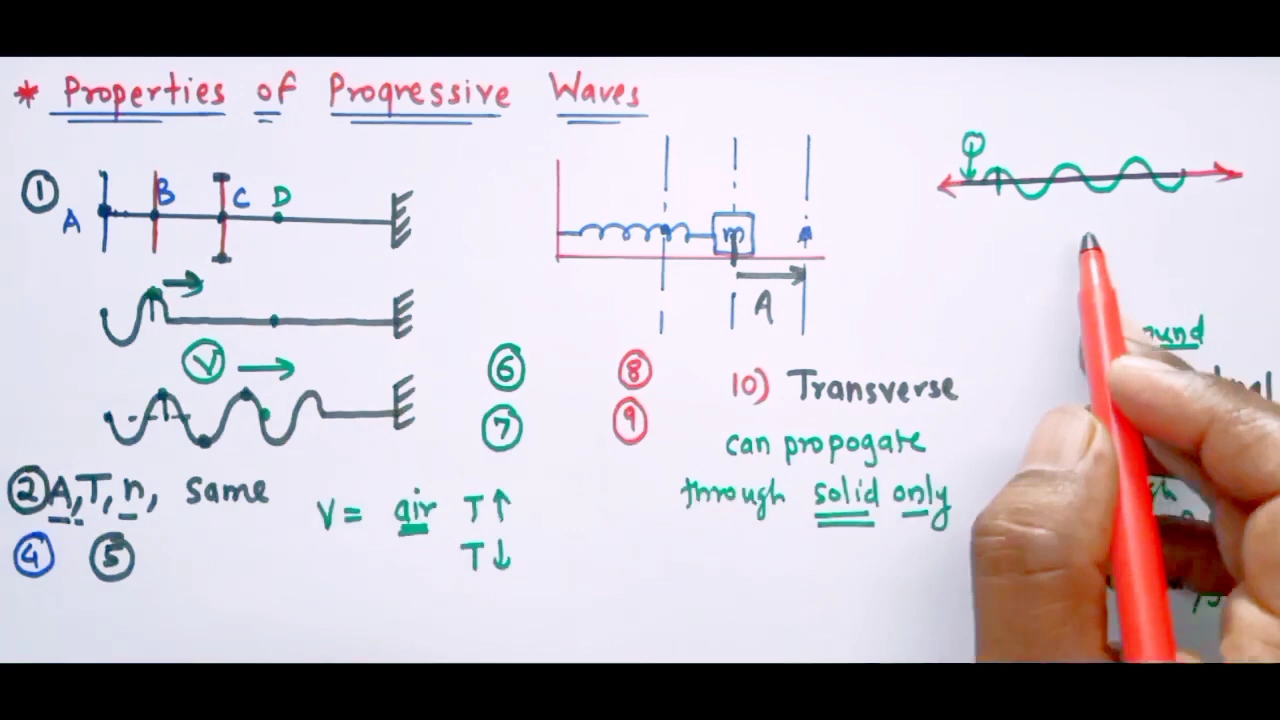 * Properties of Progressive Waves
①
A
B
C
D
V
② A, T, n, same
④ ⑤
V = air T↑
T↓
⑥
⑦
⑧
⑨
m
A
10) Transverse
can propogate
through solid only
P